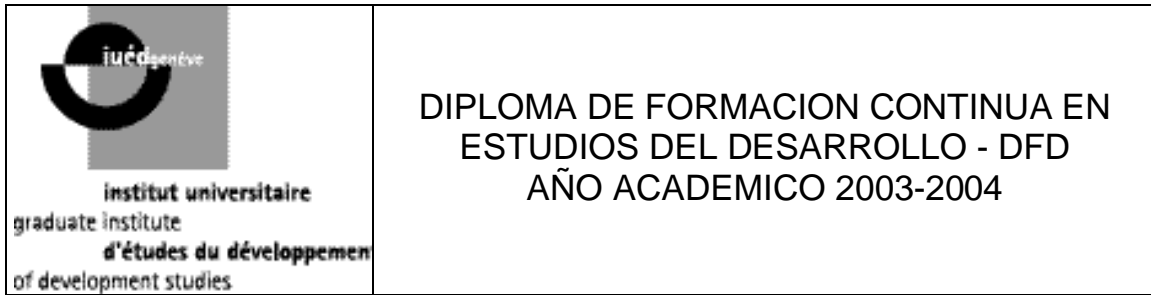 iuédgenève
institut universitaire
graduate institute
d'études du développemen
of development studies
DIPLOMA DE FORMACION CONTINUA EN
ESTUDIOS DEL DESARROLLO - DFD
AÑO ACADEMICO 2003-2004